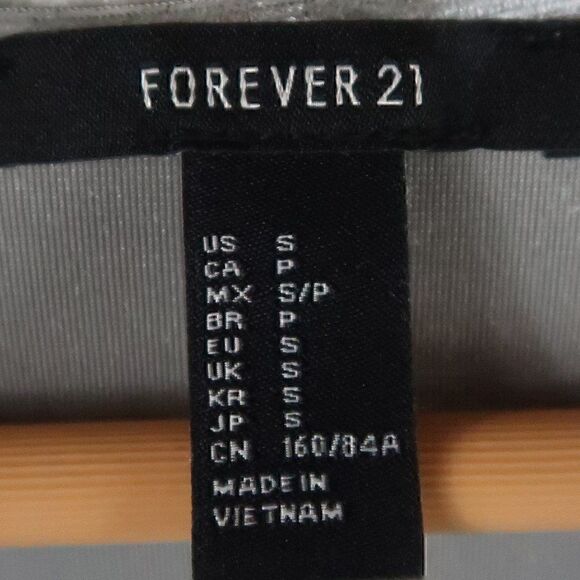 FOREVER 21
US S
CA P
MX S/P
BR P
EU S
UK S
KR S
JP S
CN 160/84A
MADE IN
VIETNAM